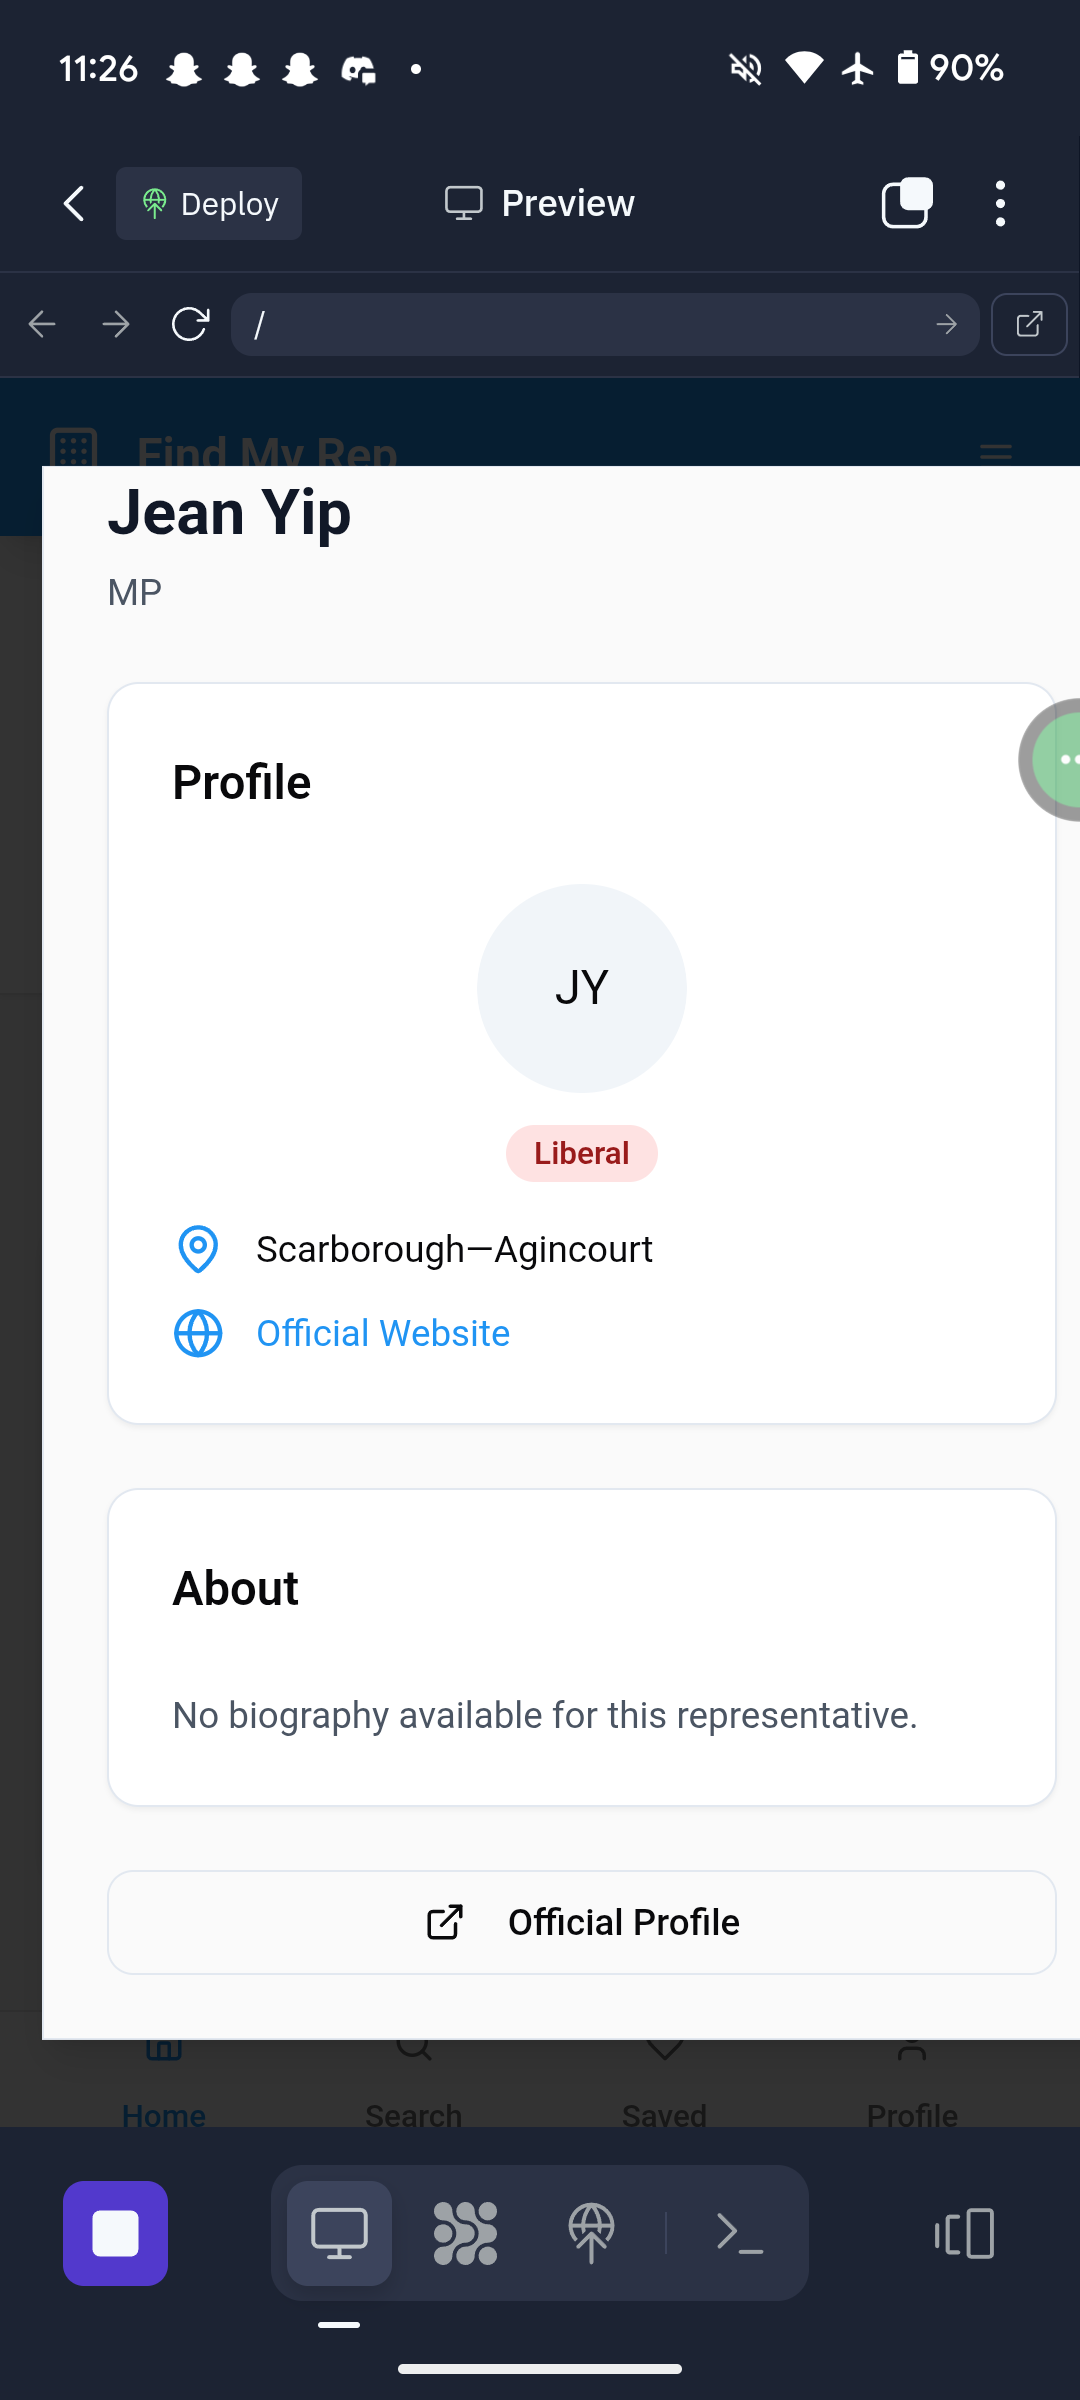 11:26
90%
Deploy
Preview
/
Find My Rep
Jean Yip
MP
Profile
JY
Liberal
Scarborough—Agincourt
Official Website
About
No biography available for this representative.
Official Profile
Home
Search
Saved
Profile